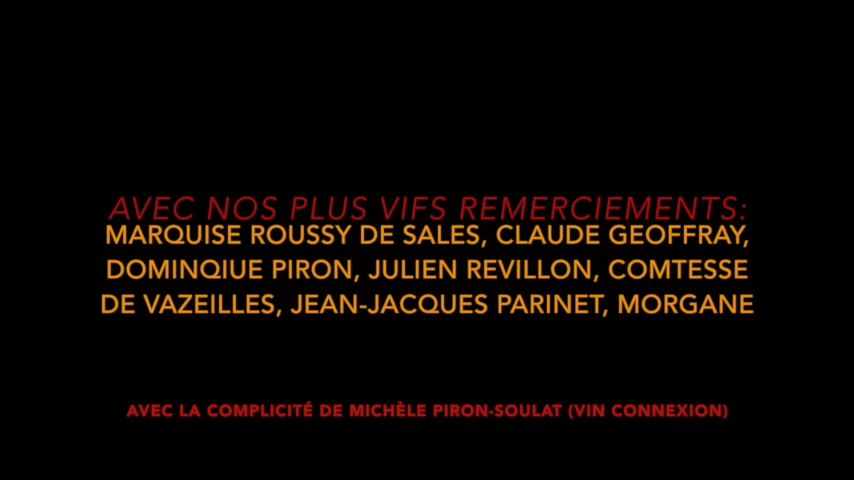 AVEC NOS PLUS VIFS REMERCIEMENTS:
MARQUISE ROUSSY DE SALES, CLAUDE GEOFFRAY,
DOMINQIUE PIRON, JULIEN REVILLON, COMTESSE
DE VAZEILLES, JEAN-JACQUES PARINET, MORGANE
AVEC LA COMPLICITÉ DE MICHÈLE PIRON-SOULAT (VIN CONNEXION)